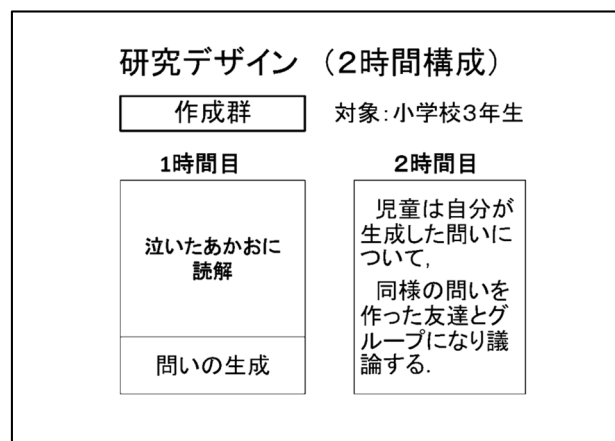 研究デザイン（2時間構成）
作成群
対象：小学校3年生
1時間目
2時間目
泣いたあかおに
読解
問いの生成
児童は自分が
生成した問いに
ついて，
同様の問いを
作った友達とグ
ループになり議
論する．